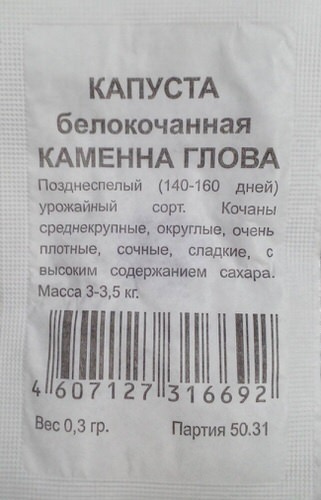 КАПУСТА
белокочанная
КАМЕННА ГЛОВА
Позднеспелый (140-160 дней)
урожайный сорт. Кочаны
среднекрупные, округлые, очень
плотные, сочные, сладкие, с
высоким содержанием сахара.
Масса 3-3,5 кг.
4 607127 316692
Вес 0,3 гр. Партия 50.31